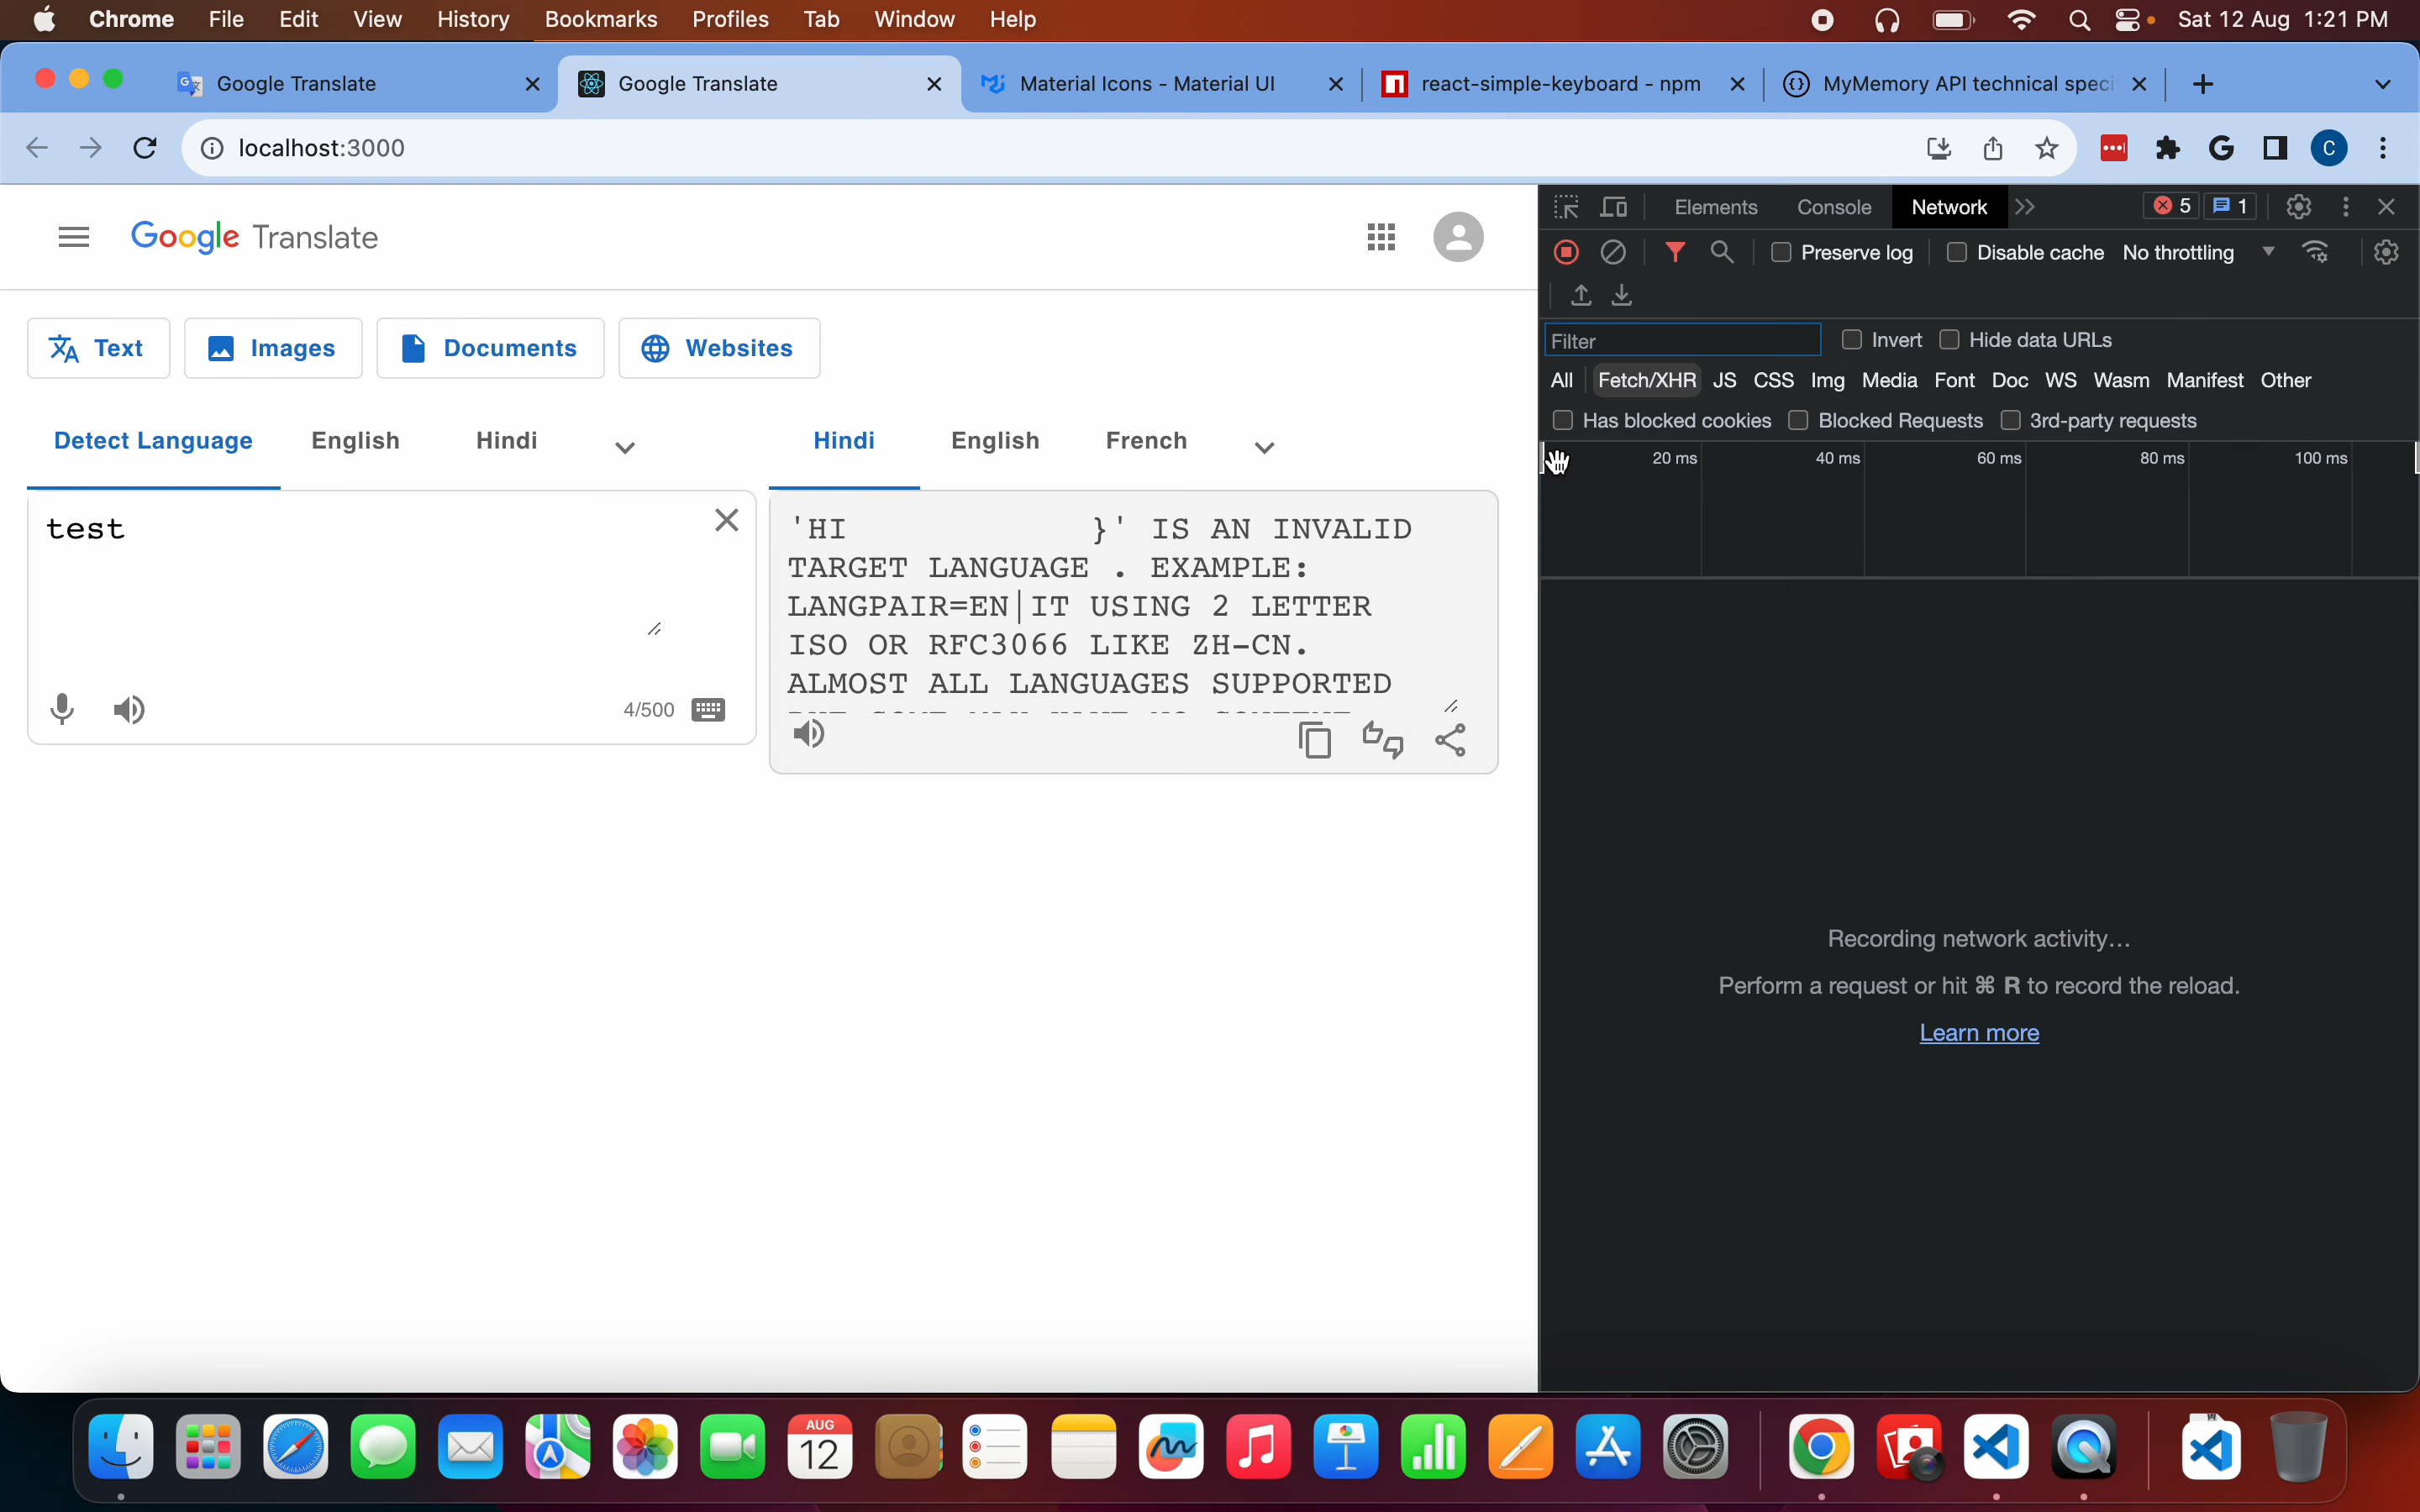 Chrome File Edit View History Bookmarks Profiles Tab Window Help Sat 12 Aug 1:21 PM
Google Translate Google Translate Material Icons - Material UI react-simple-keyboard - npm MyMemory API technical speci
localhost:3000 C
Google Translate
Text Images Documents Websites
Detect Language English Hindi Hindi English French
test
4/500
'HI }' IS AN INVALID
TARGET LANGUAGE . EXAMPLE:
LANGPAIR=EN|IT USING 2 LETTER
ISO OR RFC3066 LIKE ZH-CN.
ALMOST ALL LANGUAGES SUPPORTED
Elements Console Network 5 1
Preserve log Disable cache No throttling
Filter Invert Hide data URLs
All Fetch/XHR JS CSS Img Media Font Doc WS Wasm Manifest Other
Has blocked cookies Blocked Requests 3rd-party requests
20 ms 40 ms 60 ms 80 ms 100 ms
Recording network activity…
Perform a request or hit ⌘ R to record the reload.
Learn more
AUG
12